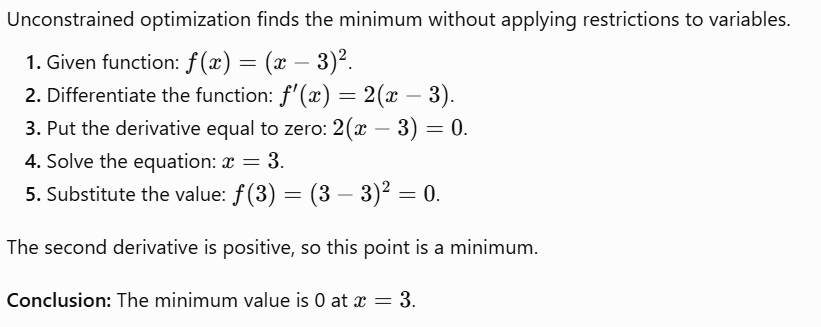 Unconstrained optimization finds the minimum without applying restrictions to variables.
1. Given function: f(x) = (x − 3)².
2. Differentiate the function: f′(x) = 2(x − 3).
3. Put the derivative equal to zero: 2(x − 3) = 0.
4. Solve the equation: x = 3.
5. Substitute the value: f(3) = (3 − 3)² = 0.
The second derivative is positive, so this point is a minimum.
Conclusion: The minimum value is 0 at x = 3.